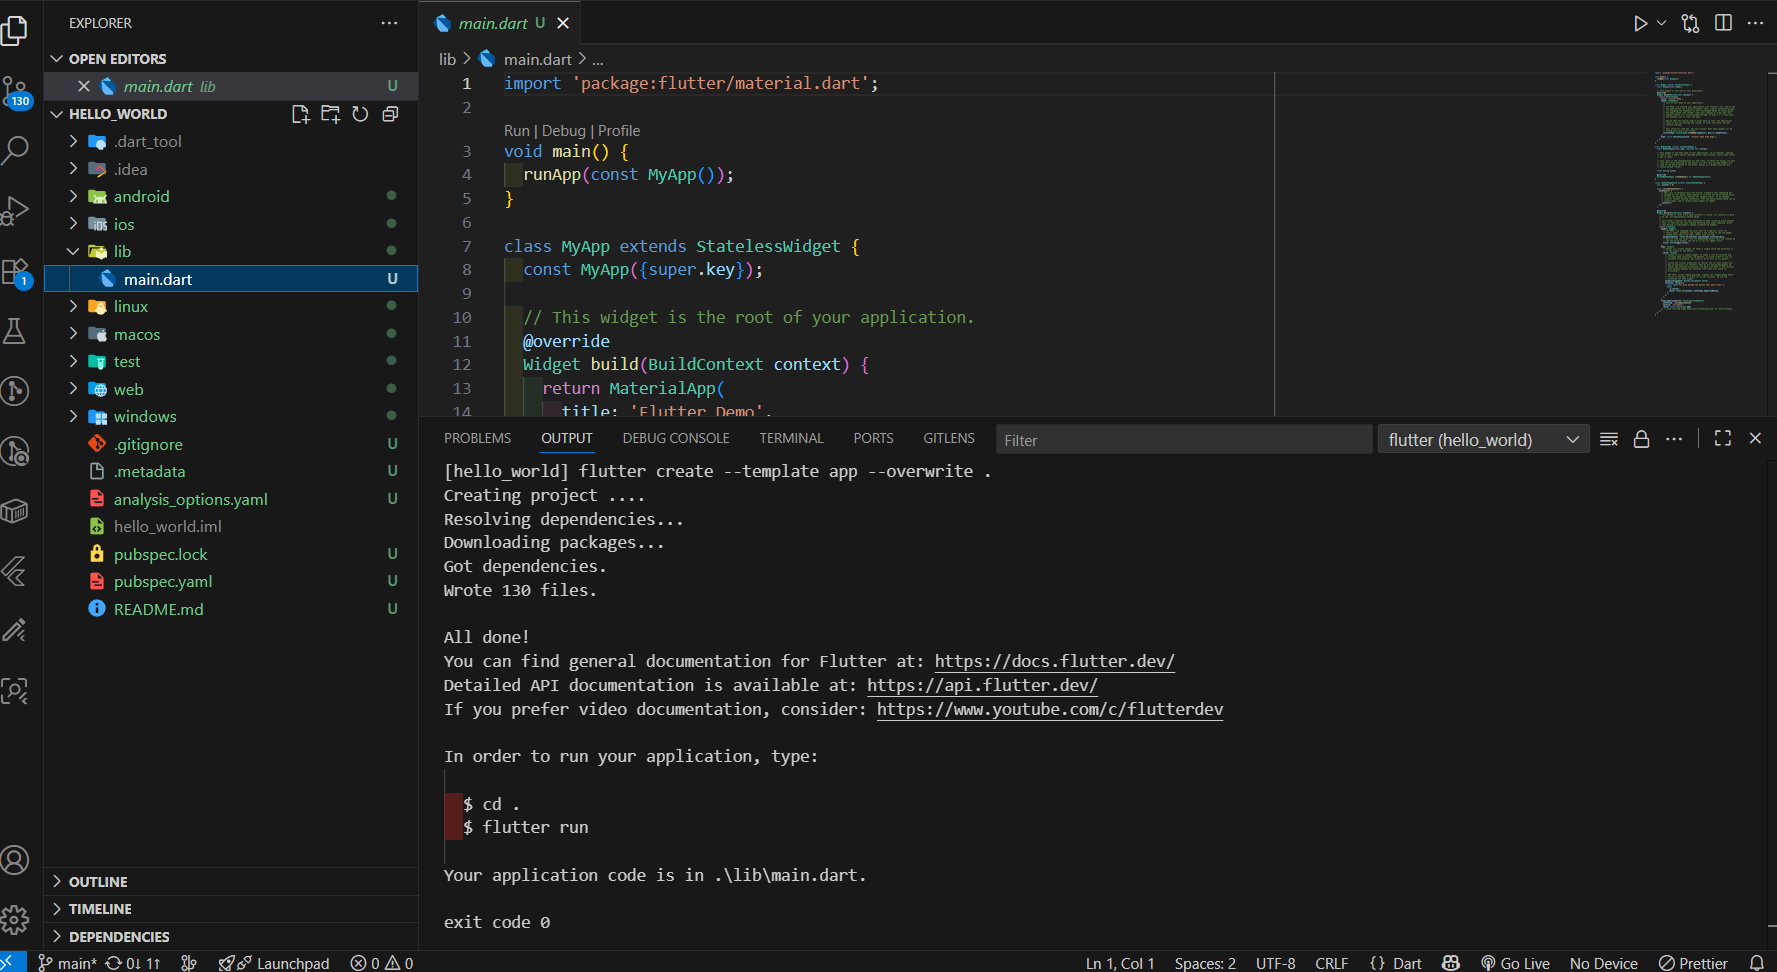 EXPLORER
OPEN EDITORS
main.dart lib U
HELLO_WORLD
.dart_tool
.idea
android
ios
lib
main.dart U
linux
macos
test
web
windows
.gitignore U
.metadata U
analysis_options.yaml U
hello_world.iml
pubspec.lock U
pubspec.yaml U
README.md U
OUTLINE
TIMELINE
DEPENDENCIES
130
1
main.dart U
lib > main.dart > ...
1 import 'package:flutter/material.dart';
2
Run | Debug | Profile
3 void main() {
4 runApp(const MyApp());
5 }
6
7 class MyApp extends StatelessWidget {
8 const MyApp({super.key});
9
10 // This widget is the root of your application.
11 @override
12 Widget build(BuildContext context) {
13 return MaterialApp(
14 title: 'Flutter Demo',
PROBLEMS OUTPUT DEBUG CONSOLE TERMINAL PORTS GITLENS Filter flutter (hello_world)
[hello_world] flutter create --template app --overwrite .
Creating project ....
Resolving dependencies...
Downloading packages...
Got dependencies.
Wrote 130 files.
All done!
You can find general documentation for Flutter at: https://docs.flutter.dev/
Detailed API documentation is available at: https://api.flutter.dev/
If you prefer video documentation, consider: https://www.youtube.com/c/flutterdev
In order to run your application, type:
$ cd .
$ flutter run
Your application code is in .\lib\main.dart.
exit code 0
main* 0↓ 1↑ Launchpad 0 0 Ln 1, Col 1 Spaces: 2 UTF-8 CRLF {} Dart Go Live No Device Prettier